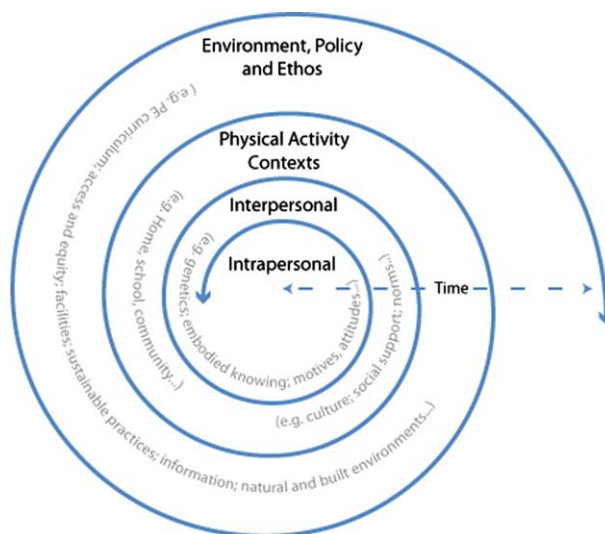 Environment, Policy
and Ethos
(e.g. PE curriculum; access and equity; facilities; sustainable practices; information; natural and built environments...)
Physical Activity
Contexts
(e.g. Home, school, community...)
Interpersonal
(e.g. culture; social support; norms..)
Intrapersonal
(e.g. genetics; embodied knowing; motives, attitudes...)
Time